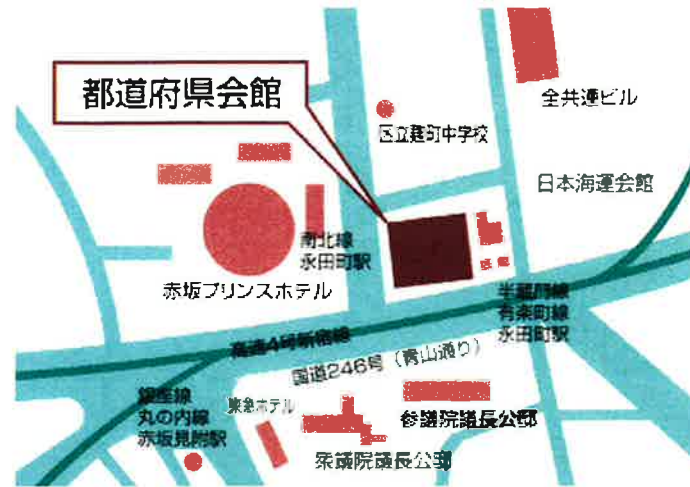 都道府県会館
全共連ビル
区立麹町中学校
日本海運会館
南北線
永田町駅
赤坂プリンスホテル
半蔵門線
有楽町線
永田町駅
高速4号新宿線
国道246号（青山通り）
銀座線
丸の内線
赤坂見附駅
東急ホテル
参議院議長公邸
衆議院議長公邸